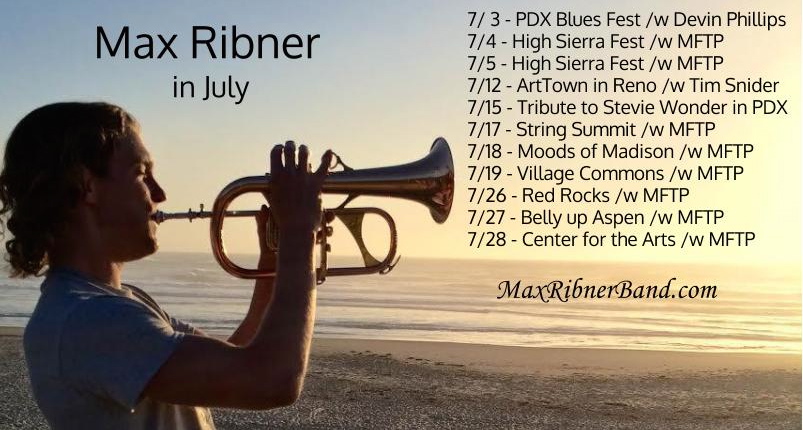 Max Ribner
in July
7/ 3 - PDX Blues Fest /w Devin Phillips
7/4 - High Sierra Fest /w MFTP
7/5 - High Sierra Fest /w MFTP
7/12 - ArtTown in Reno /w Tim Snider
7/15 - Tribute to Stevie Wonder in PDX
7/17 - String Summit /w MFTP
7/18 - Moods of Madison /w MFTP
7/19 - Village Commons /w MFTP
7/26 - Red Rocks /w MFTP
7/27 - Belly up Aspen /w MFTP
7/28 - Center for the Arts /w MFTP
MaxRibnerBand.com